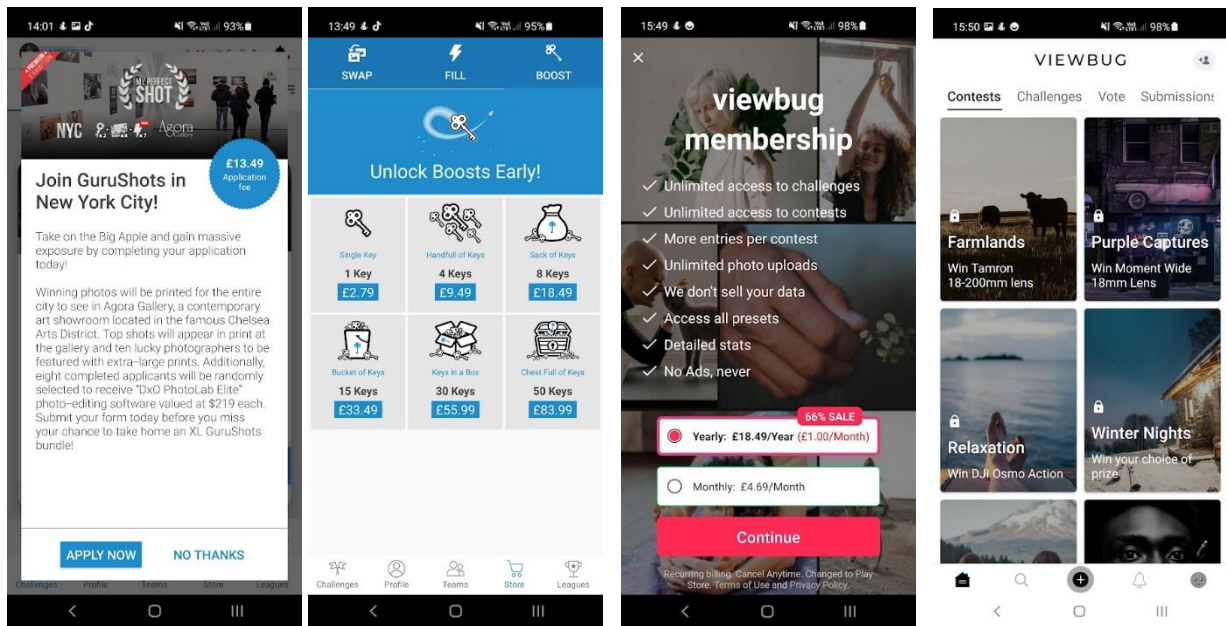 14:01
93%
PREMIUM
EXHIBITION
MY PERFECT
SHOT
NYC
Agora
Gallery
£13.49
Application
fee
Join GuruShots in
New York City!
Take on the Big Apple and gain massive
exposure by completing your application
today!
Winning photos will be printed for the entire
city to see in Agora Gallery, a contemporary
art showroom located in the famous Chelsea
Arts District. Top shots will appear in print at
the gallery and ten lucky photographers to be
featured with extra-large prints. Additionally,
eight completed applicants will be randomly
selected to receive "DxO PhotoLab Elite"
photo-editing software valued at $219 each.
Submit your form today before you miss
your chance to take home an XL GuruShots
bundle!
APPLY NOW NO THANKS
Challenges Profile Teams Store Leagues
13:49
95%
SWAP FILL BOOST
Unlock Boosts Early!
Single Key Handfull of Keys Sack of Keys
1 Key 4 Keys 8 Keys
£2.79 £9.49 £18.49
Bucket of Keys Keys in a Box Chest Full of Keys
15 Keys 30 Keys 50 Keys
£33.49 £55.99 £83.99
Challenges Profile Teams Store Leagues
15:49
98%
viewbug
membership
Unlimited access to challenges
Unlimited access to contests
More entries per contest
Unlimited photo uploads
We don't sell your data
Access all presets
Detailed stats
No Ads, never
66% SALE
Yearly: £18.49/Year (£1.00/Month)
Monthly: £4.69/Month
Continue
Recurring billing. Cancel Anytime. Changed to Play
Store. Terms of Use and Privacy Policy.
15:50
98%
VIEWBUG
Contests Challenges Vote Submissions
Farmlands
Win Tamron
18-200mm lens
Purple Captures
Win Moment Wide
18mm Lens
Relaxation
Win DJI Osmo Action
Winter Nights
Win your choice of
prize